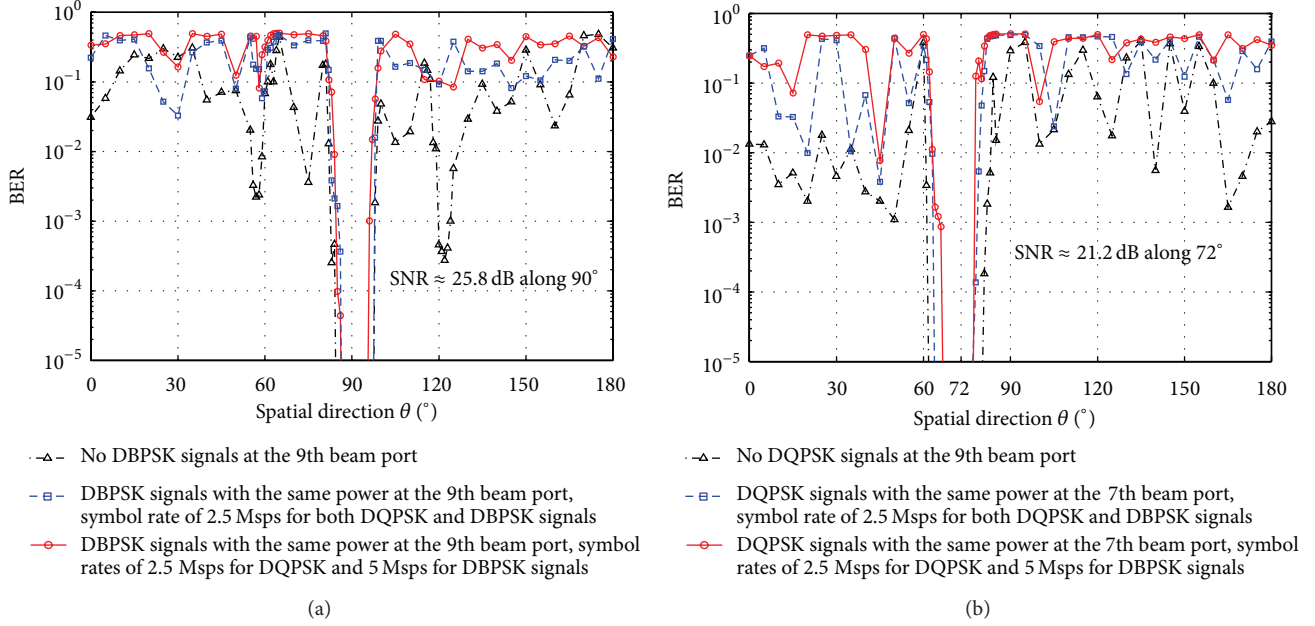 10⁰
10⁻¹
10⁻²
10⁻³
10⁻⁴
10⁻⁵
BER
SNR ≈ 25.8 dB along 90°
0 30 60 90 120 150 180
Spatial direction θ (°)
No DBPSK signals at the 9th beam port
DBPSK signals with the same power at the 9th beam port,
symbol rate of 2.5 Msps for both DQPSK and DBPSK signals
DBPSK signals with the same power at the 9th beam port, symbol
rates of 2.5 Msps for DQPSK and 5 Msps for DBPSK signals
(a)
10⁰
10⁻¹
10⁻²
10⁻³
10⁻⁴
10⁻⁵
BER
SNR ≈ 21.2 dB along 72°
0 30 60 72 90 120 150 180
Spatial direction θ (°)
No DQPSK signals at the 9th beam port
DQPSK signals with the same power at the 7th beam port,
symbol rate of 2.5 Msps for both DQPSK and DBPSK signals
DQPSK signals with the same power at the 7th beam port, symbol
rates of 2.5 Msps for DQPSK and 5 Msps for DBPSK signals
(b)